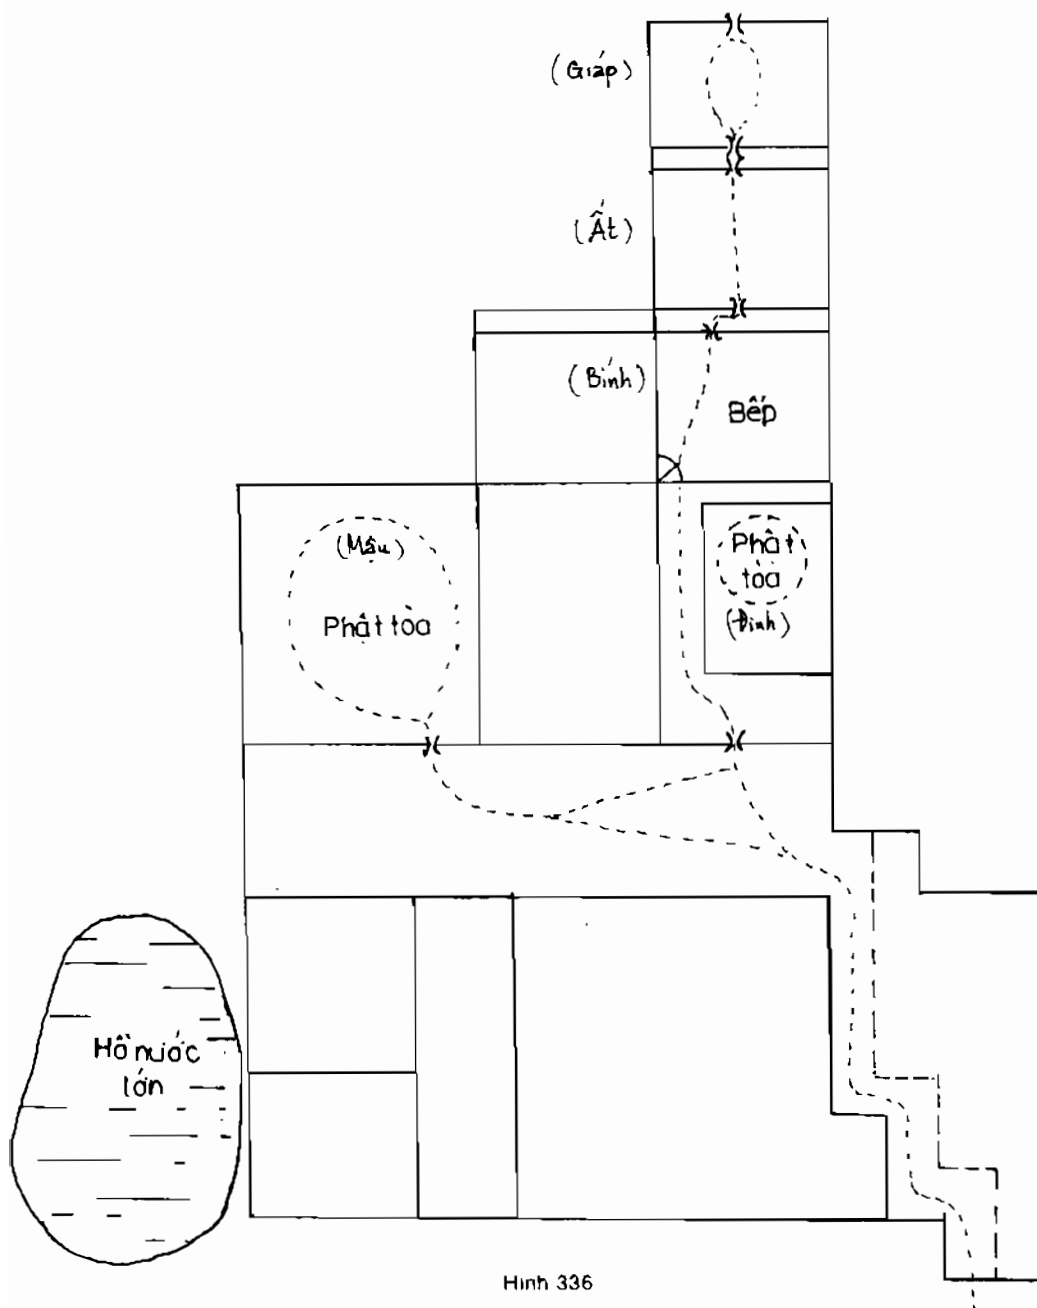 (Giáp)
(Ất)
(Bính)
Bếp
(Mậu)
Phật tòa
Phật
tòa
(Đinh)
Hồ nước
lớn
Hình 336